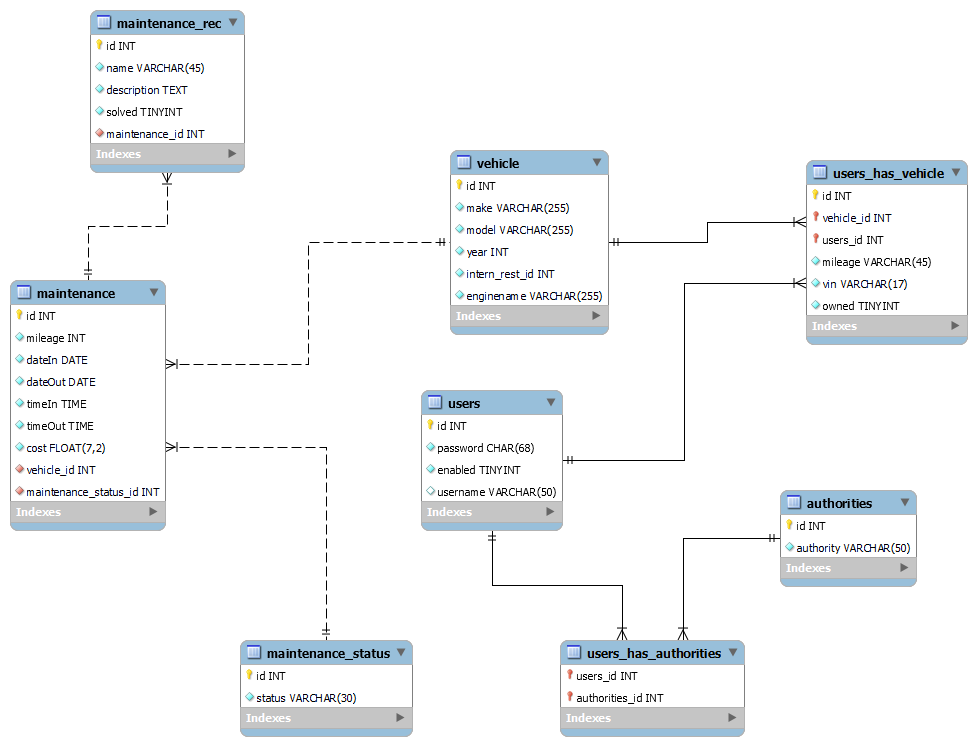 maintenance_rec
id INT
name VARCHAR(45)
description TEXT
solved TINYINT
maintenance_id INT
Indexes
vehicle
id INT
make VARCHAR(255)
model VARCHAR(255)
year INT
intern_rest_id INT
enginename VARCHAR(255)
Indexes
users_has_vehicle
id INT
vehicle_id INT
users_id INT
mileage VARCHAR(45)
vin VARCHAR(17)
owned TINYINT
Indexes
maintenance
id INT
mileage INT
dateIn DATE
dateOut DATE
timeIn TIME
timeOut TIME
cost FLOAT(7,2)
vehicle_id INT
maintenance_status_id INT
Indexes
users
id INT
password CHAR(68)
enabled TINYINT
username VARCHAR(50)
Indexes
authorities
id INT
authority VARCHAR(50)
Indexes
maintenance_status
id INT
status VARCHAR(30)
Indexes
users_has_authorities
users_id INT
authorities_id INT
Indexes